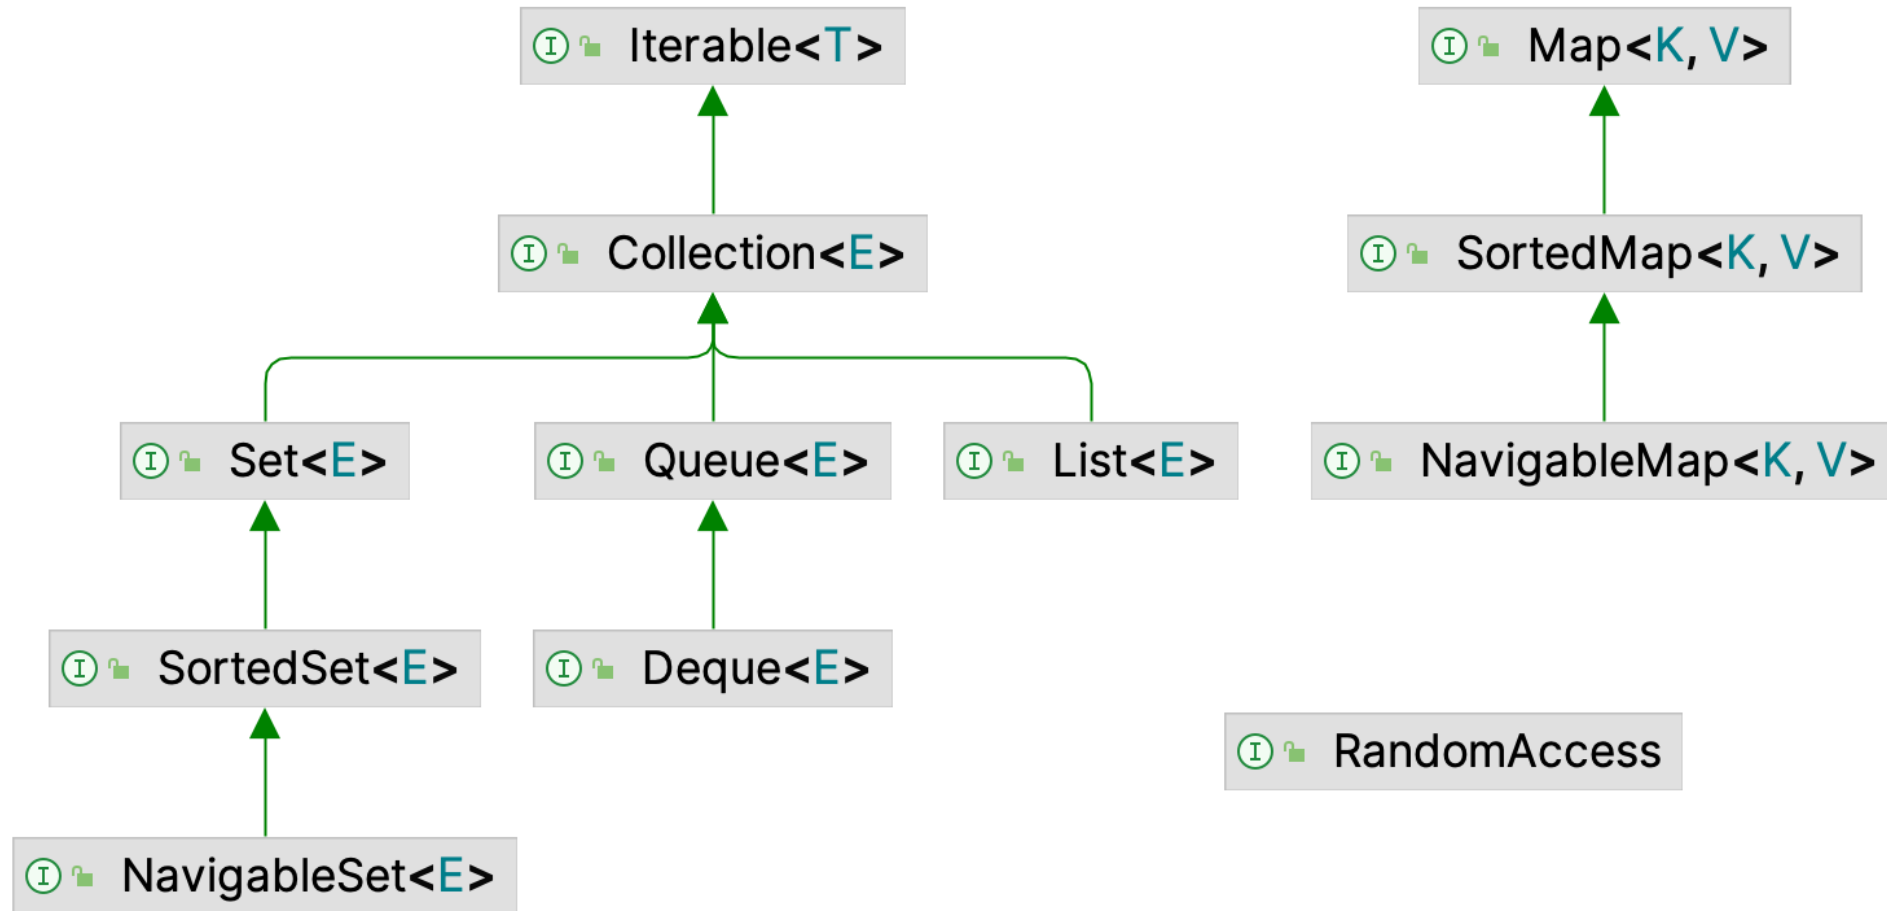 I Iterable<T>
I Map<K, V>
I Collection<E>
I SortedMap<K, V>
I Set<E>
I Queue<E>
I List<E>
I NavigableMap<K, V>
I SortedSet<E>
I Deque<E>
I RandomAccess
I NavigableSet<E>